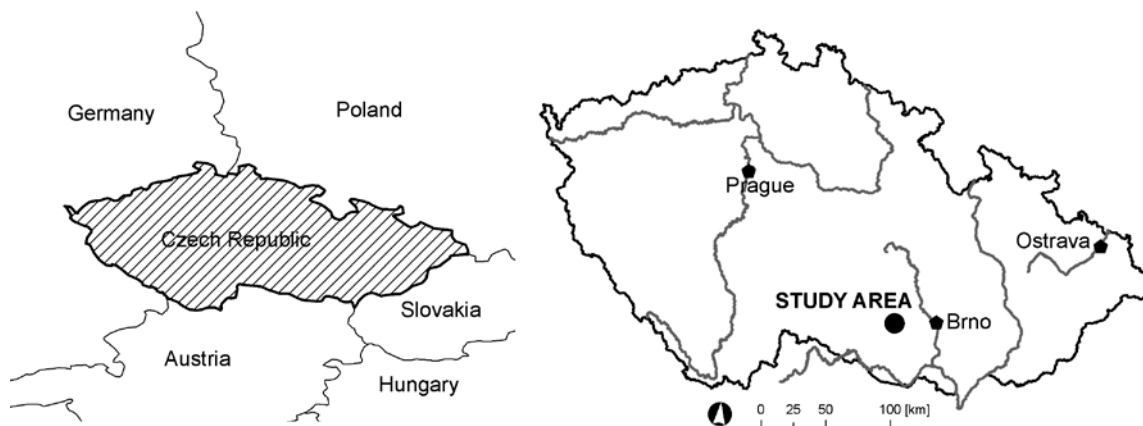 Germany
Poland
Czech Republic
Slovakia
Austria
Hungary
Prague
Ostrava
STUDY AREA
Brno
0 25 50 100 [km]